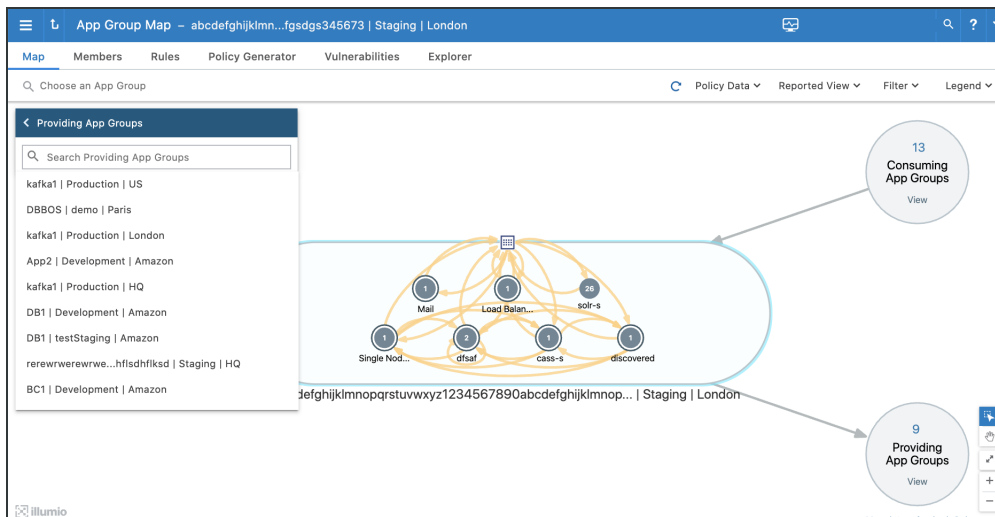 App Group Map – abcdefghijklmn...fgsdgs345673 | Staging | London
?
Map Members Rules Policy Generator Vulnerabilities Explorer
Choose an App Group
Policy Data Reported View Filter Legend
Providing App Groups
Search Providing App Groups
kafka1 | Production | US
DBBOS | demo | Paris
kafka1 | Production | London
App2 | Development | Amazon
kafka1 | Production | HQ
DB1 | Development | Amazon
DB1 | testStaging | Amazon
rerewrwerewrwe...hflsdhflksd | Staging | HQ
BC1 | Development | Amazon
13
Consuming
App Groups
View
1
Mail
1
Load Balan...
26
solr-s
1
Single Nod...
2
dfsaf
1
cass-s
1
discovered
defghijklmnopqrstuvwxyz1234567890abcdefghijklmnop... | Staging | London
9
Providing
App Groups
View
+
−
illumio